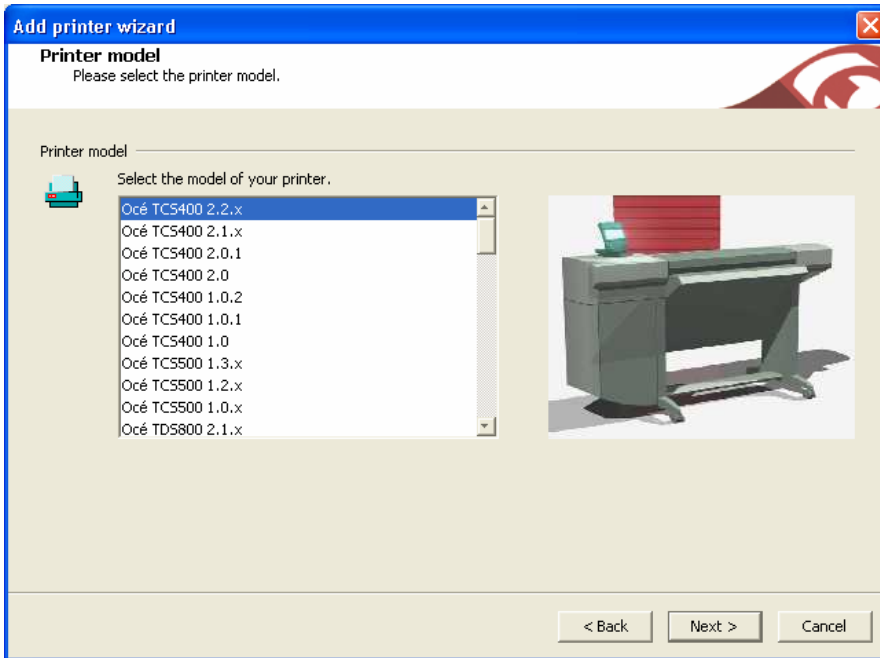 Add printer wizard
Printer model
Please select the printer model.
Printer model
Select the model of your printer.
Océ TCS400 2.2.x
Océ TCS400 2.1.x
Océ TCS400 2.0.1
Océ TCS400 2.0
Océ TCS400 1.0.2
Océ TCS400 1.0.1
Océ TCS400 1.0
Océ TCS500 1.3.x
Océ TCS500 1.2.x
Océ TCS500 1.0.x
Océ TDS800 2.1.x
< Back Next > Cancel